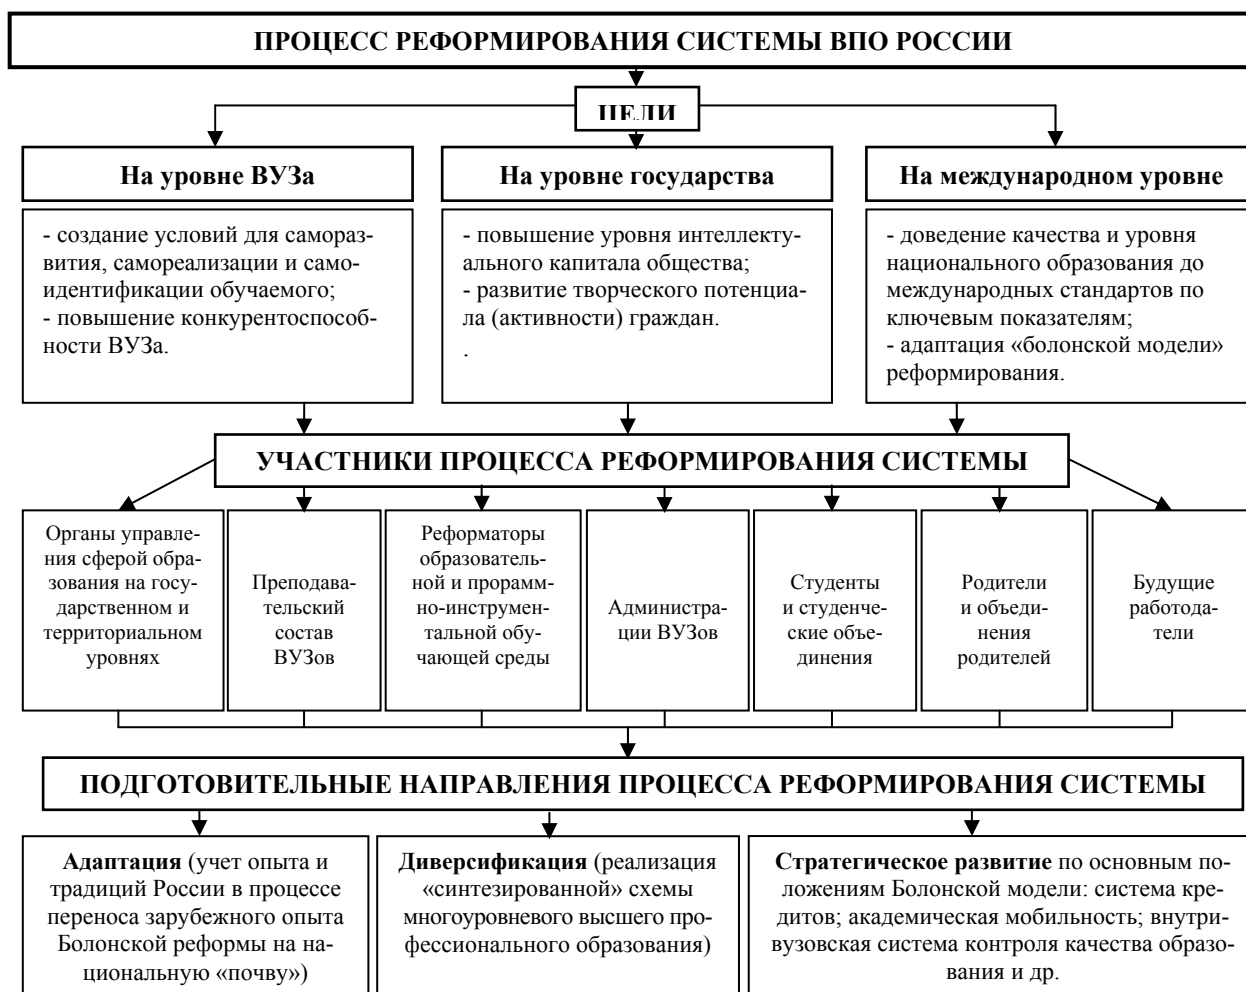 ПРОЦЕСС РЕФОРМИРОВАНИЯ СИСТЕМЫ ВПО РОССИИ
ЦЕЛИ
На уровне ВУЗа
- создание условий для самораз-
вития, самореализации и само-
идентификации обучаемого;
- повышение конкурентоспособ-
ности ВУЗа.
На уровне государства
- повышение уровня интеллекту-
ального капитала общества;
- развитие творческого потенциа-
ла (активности) граждан.
.
На международном уровне
- доведение качества и уровня
национального образования до
международных стандартов по
ключевым показателям;
- адаптация «болонской модели»
реформирования.
УЧАСТНИКИ ПРОЦЕССА РЕФОРМИРОВАНИЯ СИСТЕМЫ
Органы управле-
ния сферой обра-
зования на госу-
дарственном и
территориальном
уровнях
Преподава-
тельский
состав
ВУЗов
Реформаторы
образователь-
ной и прорамм-
но-инструмен-
тальной обу-
чающей среды
Администра-
ции ВУЗов
Студенты
и студенче-
ские объе-
динения
Родители
и объеди-
нения
родителей
Будущие
работода-
тели
ПОДГОТОВИТЕЛЬНЫЕ НАПРАВЛЕНИЯ ПРОЦЕССА РЕФОРМИРОВАНИЯ СИСТЕМЫ
Адаптация (учет опыта и
традиций России в процессе
переноса зарубежного опыта
Болонской реформы на на-
циональную «почву»)
Диверсификация (реализация
«синтезированной» схемы
многоуровневого высшего про-
фессионального образования)
Стратегическое развитие по основным по-
ложениям Болонской модели: система кре-
дитов; академическая мобильность; внутри-
вузовская система контроля качества образо-
вания и др.